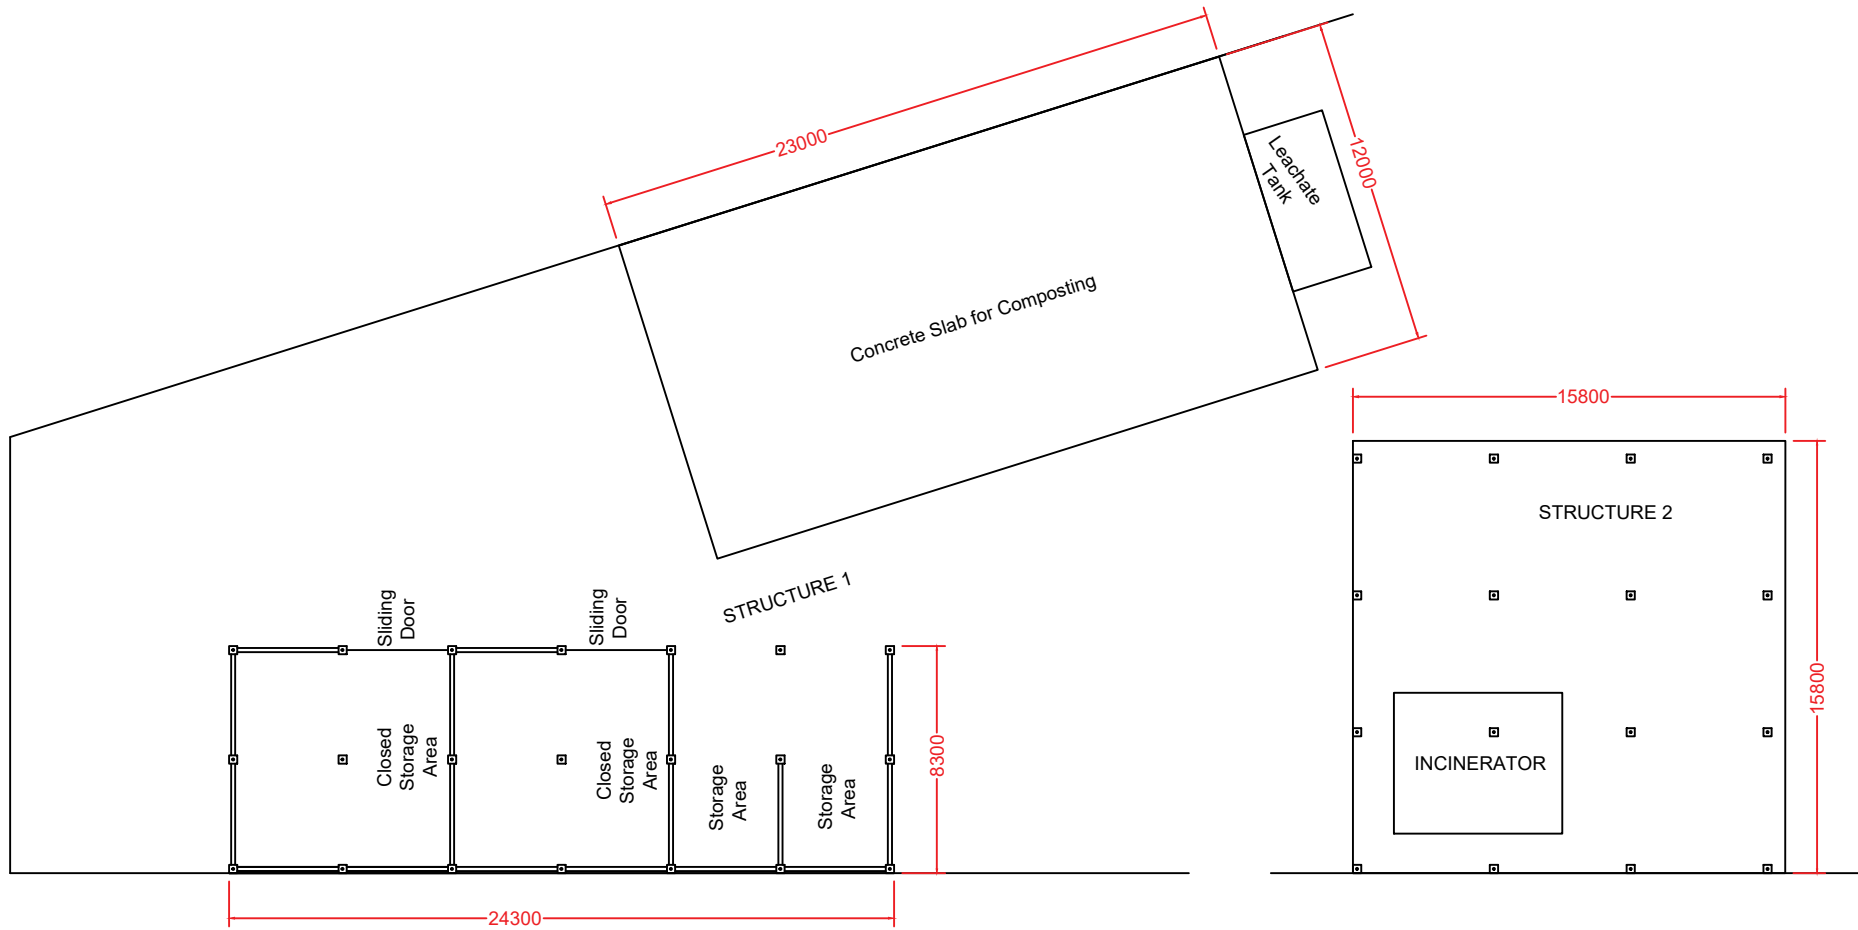 23000
12000
Leachate
Tank
Concrete Slab for Composting
15800
STRUCTURE 2
15800
INCINERATOR
STRUCTURE 1
Sliding
Door
Sliding
Door
Closed
Storage
Area
Closed
Storage
Area
Storage
Area
Storage
Area
8300
24300